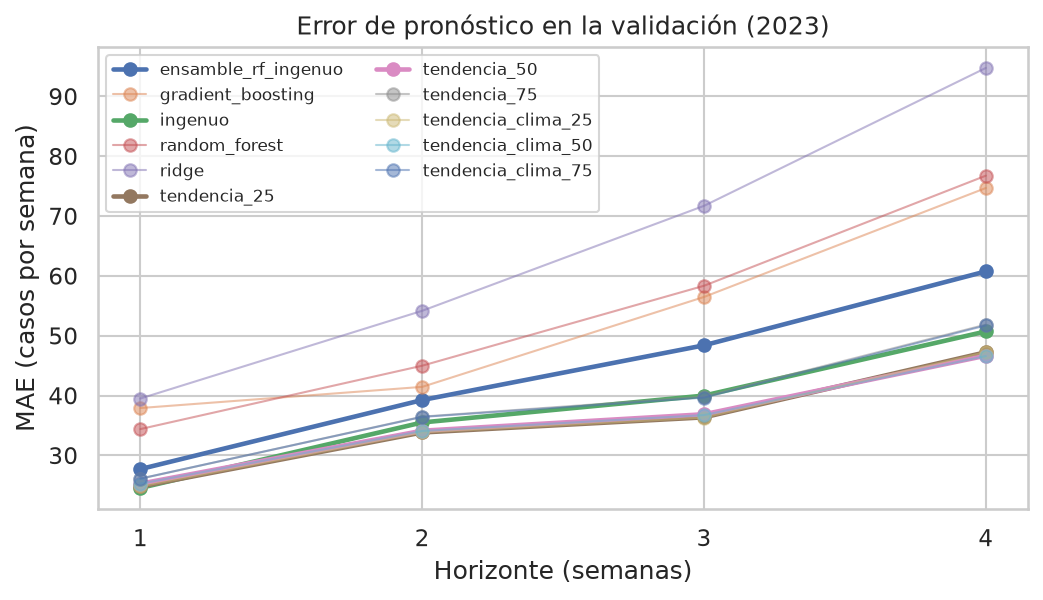 Error de pronóstico en la validación (2023)
MAE (casos por semana)
90
80
70
60
50
40
30
ensamble_rf_ingenuo
gradient_boosting
ingenuo
random_forest
ridge
tendencia_25
tendencia_50
tendencia_75
tendencia_clima_25
tendencia_clima_50
tendencia_clima_75
1 2 3 4
Horizonte (semanas)